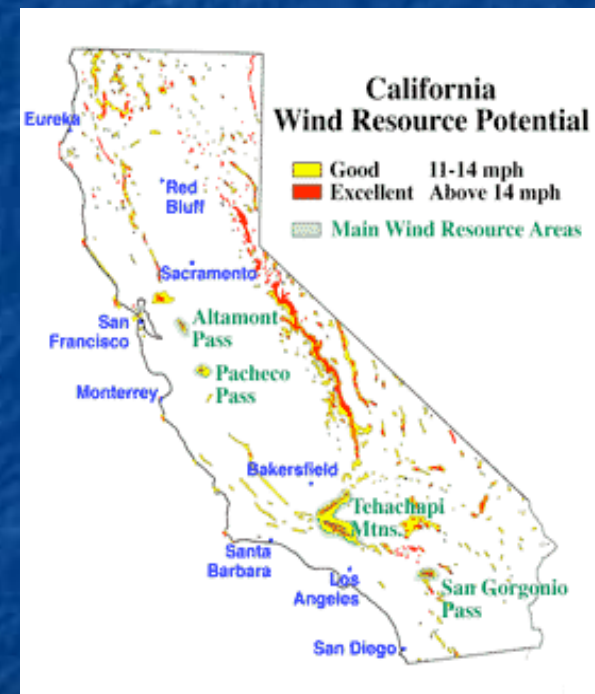 California
Wind Resource Potential
Good 11-14 mph
Excellent Above 14 mph
Main Wind Resource Areas
Eureka
Red
Bluff
Sacramento
San
Francisco
Altamont
Pass
Pacheco
Pass
Monterrey
Bakersfield
Tehachapi
Mtns.
Santa
Barbara
Los
Angeles
San Gorgonio
Pass
San Diego